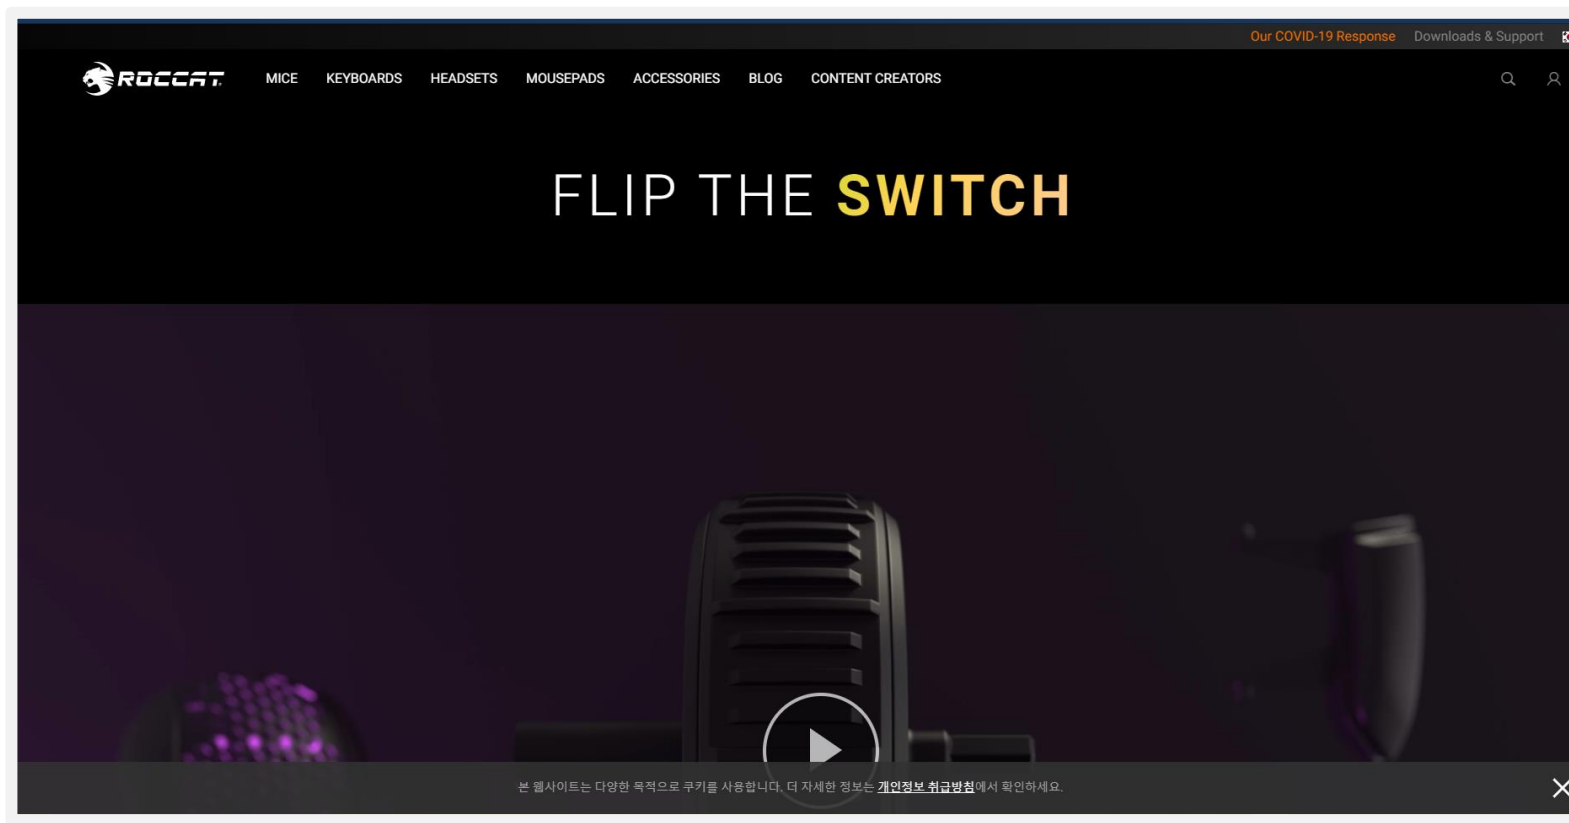 Our COVID-19 Response Downloads & Support
ROCCAT
MICE KEYBOARDS HEADSETS MOUSEPADS ACCESSORIES BLOG CONTENT CREATORS
FLIP THE SWITCH
본 웹사이트는 다양한 목적으로 쿠키를 사용합니다. 더 자세한 정보는 개인정보 취급방침에서 확인하세요.